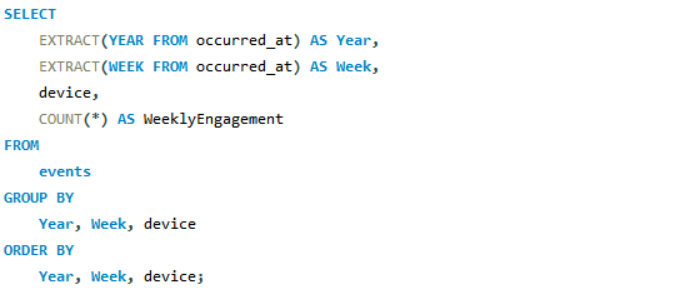 SELECT
    EXTRACT(YEAR FROM occurred_at) AS Year,
    EXTRACT(WEEK FROM occurred_at) AS Week,
    device,
    COUNT(*) AS WeeklyEngagement
FROM
    events
GROUP BY
    Year, Week, device
ORDER BY
    Year, Week, device;